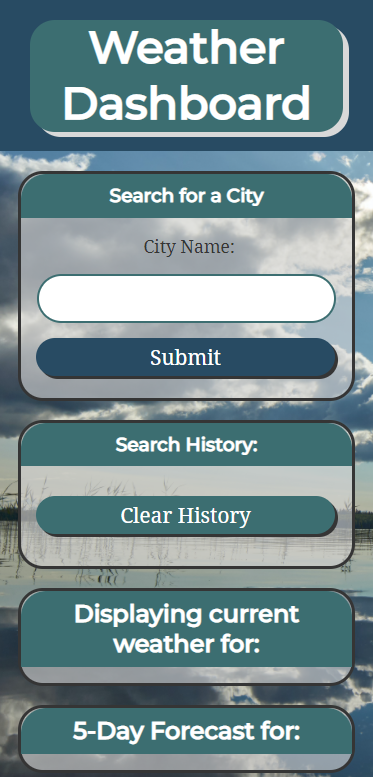 Weather
Dashboard
Search for a City
City Name:
Submit
Search History:
Clear History
Displaying current
weather for:
5-Day Forecast for: